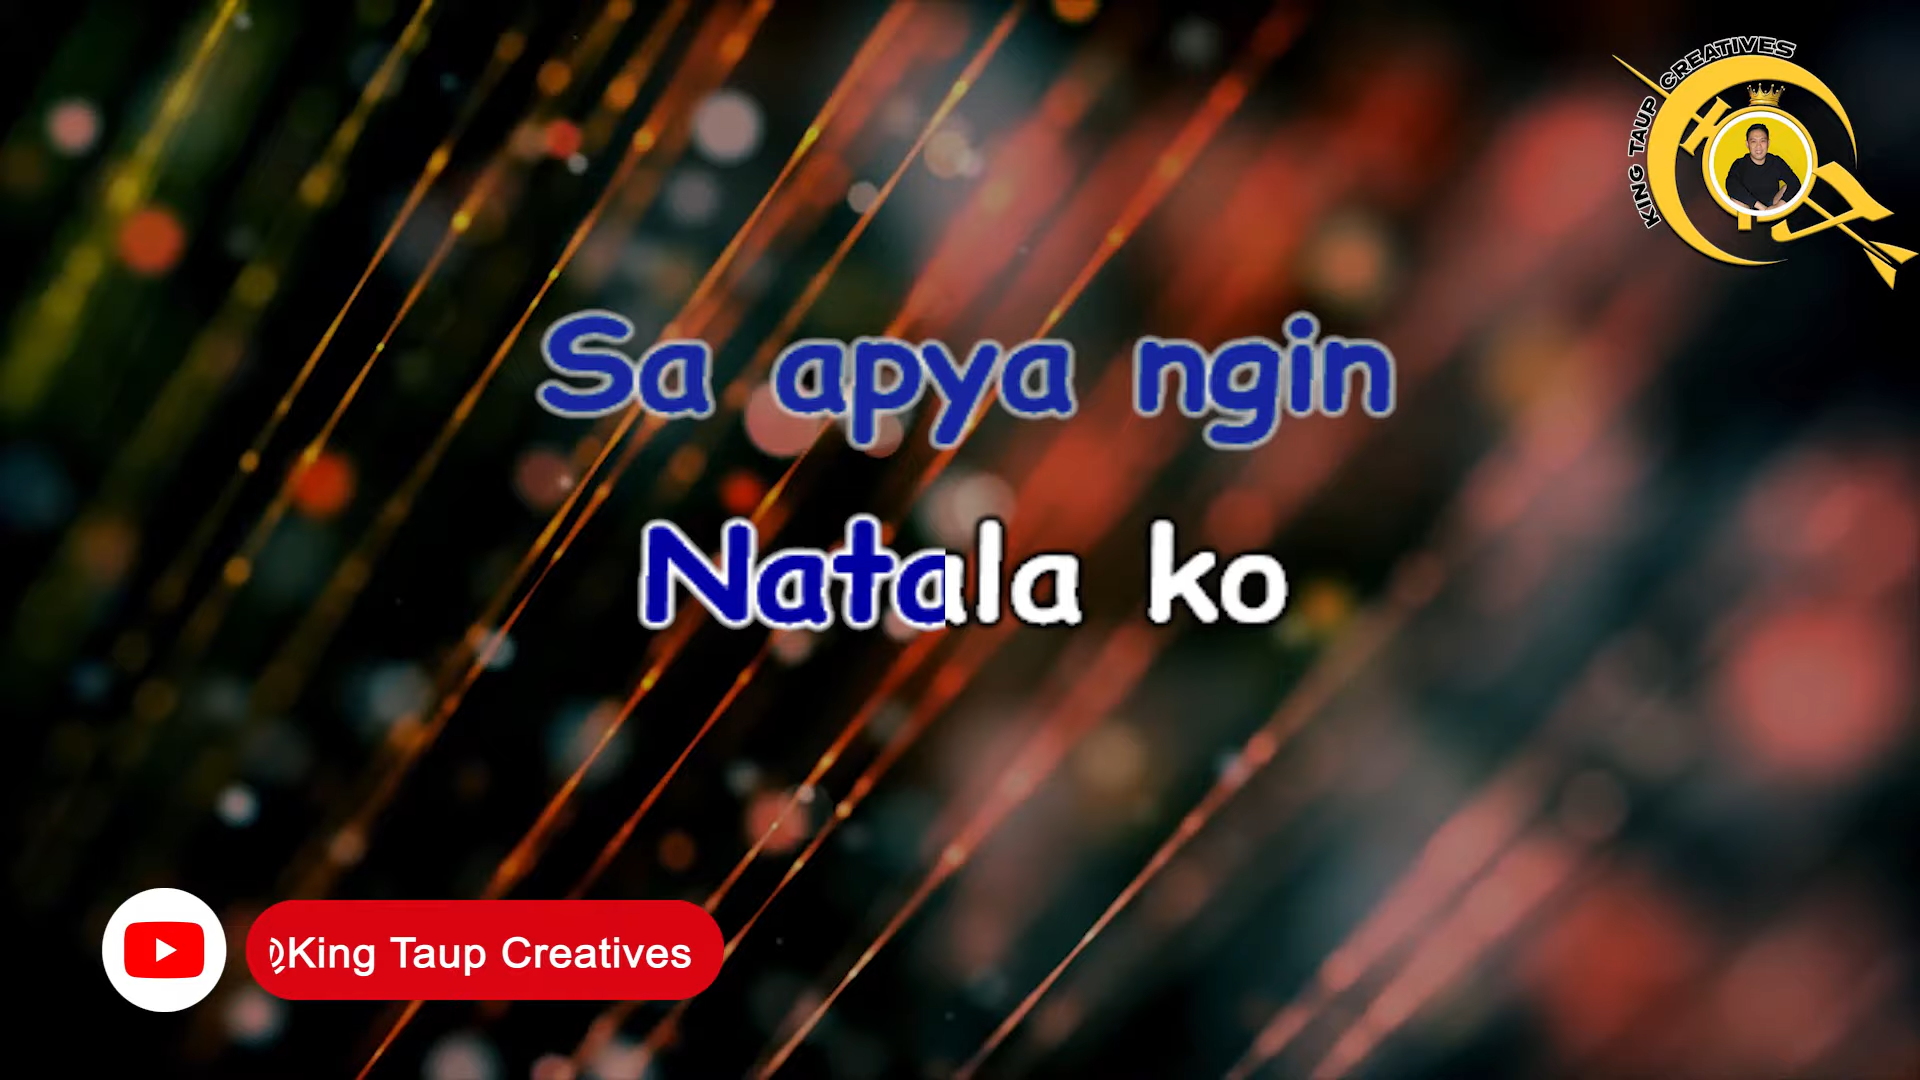 KING TAUP CREATIVES
Sa apya ngin
Natala ko
@King Taup Creatives